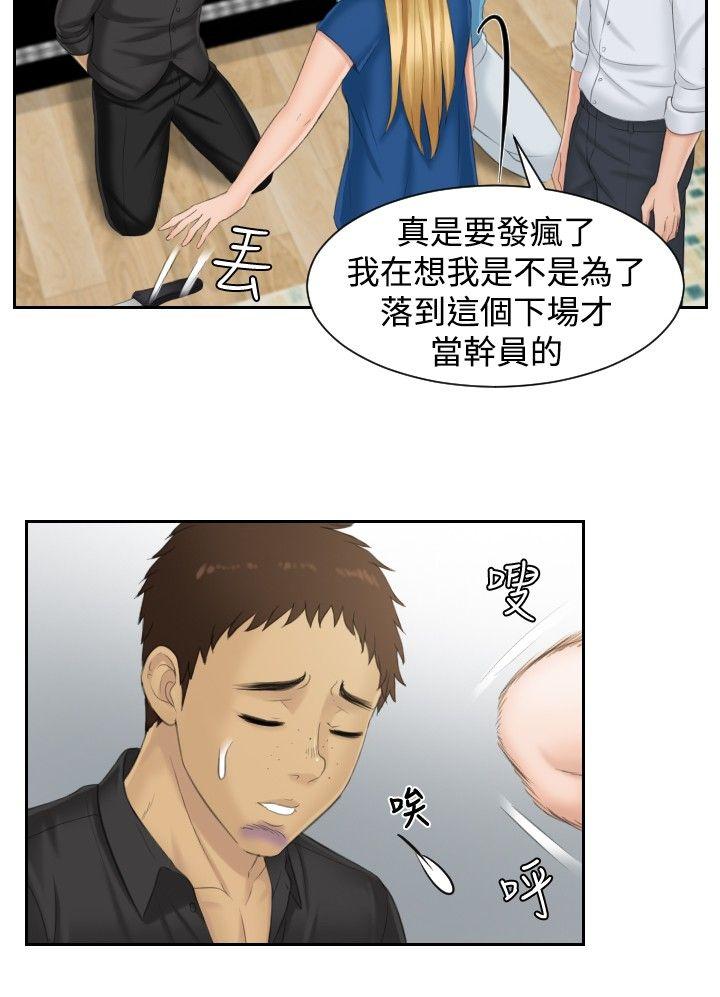 丟
真是要發瘋了
我在想我是不是為了
落到這個下場才
當幹員的
嗖
唉
呼